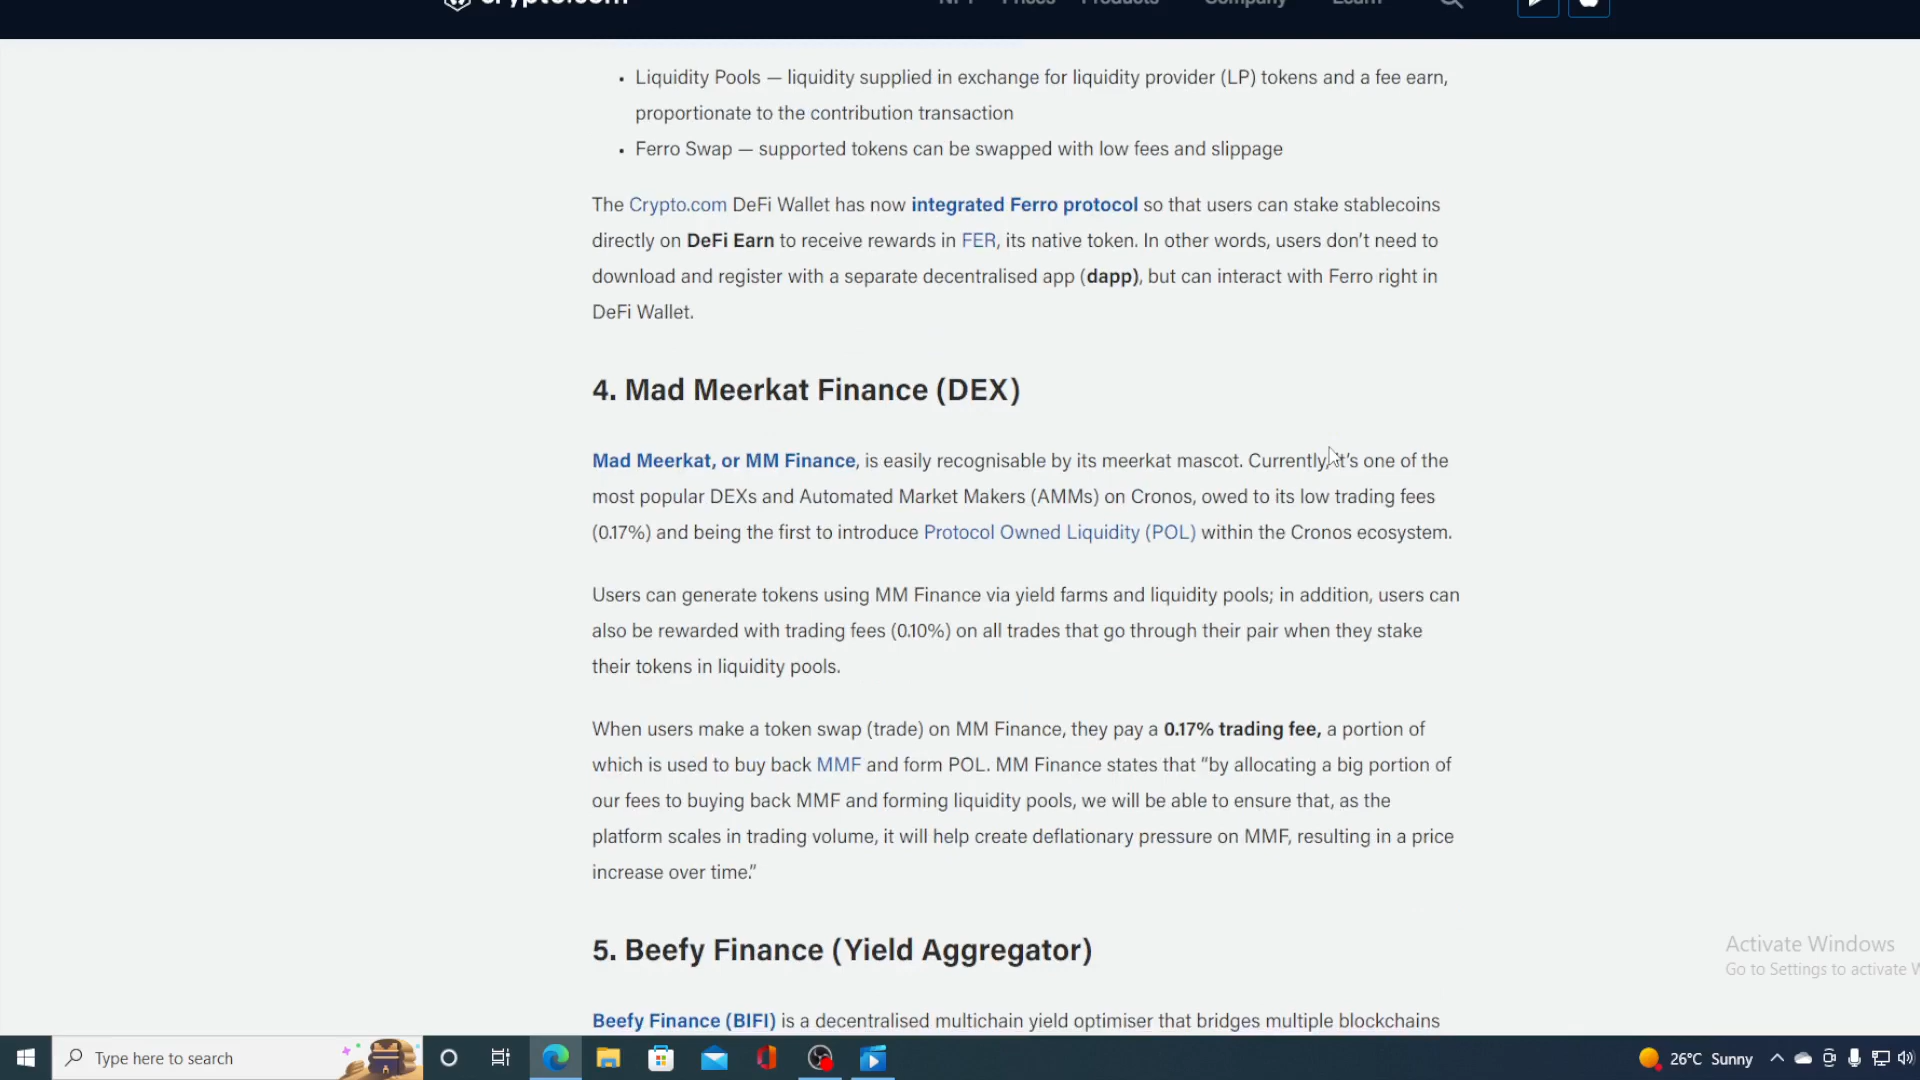 crypto.com NFT Prices Products Company Learn
• Liquidity Pools — liquidity supplied in exchange for liquidity provider (LP) tokens and a fee earn,
proportionate to the contribution transaction
• Ferro Swap — supported tokens can be swapped with low fees and slippage
The Crypto.com DeFi Wallet has now integrated Ferro protocol so that users can stake stablecoins
directly on DeFi Earn to receive rewards in FER, its native token. In other words, users don’t need to
download and register with a separate decentralised app (dapp), but can interact with Ferro right in
DeFi Wallet.
4. Mad Meerkat Finance (DEX)
Mad Meerkat, or MM Finance, is easily recognisable by its meerkat mascot. Currently, it’s one of the
most popular DEXs and Automated Market Makers (AMMs) on Cronos, owed to its low trading fees
(0.17%) and being the first to introduce Protocol Owned Liquidity (POL) within the Cronos ecosystem.
Users can generate tokens using MM Finance via yield farms and liquidity pools; in addition, users can
also be rewarded with trading fees (0.10%) on all trades that go through their pair when they stake
their tokens in liquidity pools.
When users make a token swap (trade) on MM Finance, they pay a 0.17% trading fee, a portion of
which is used to buy back MMF and form POL. MM Finance states that “by allocating a big portion of
our fees to buying back MMF and forming liquidity pools, we will be able to ensure that, as the
platform scales in trading volume, it will help create deflationary pressure on MMF, resulting in a price
increase over time.”
5. Beefy Finance (Yield Aggregator)
Beefy Finance (BIFI) is a decentralised multichain yield optimiser that bridges multiple blockchains
Activate Windows
Go to Settings to activate W
Type here to search
26°C Sunny